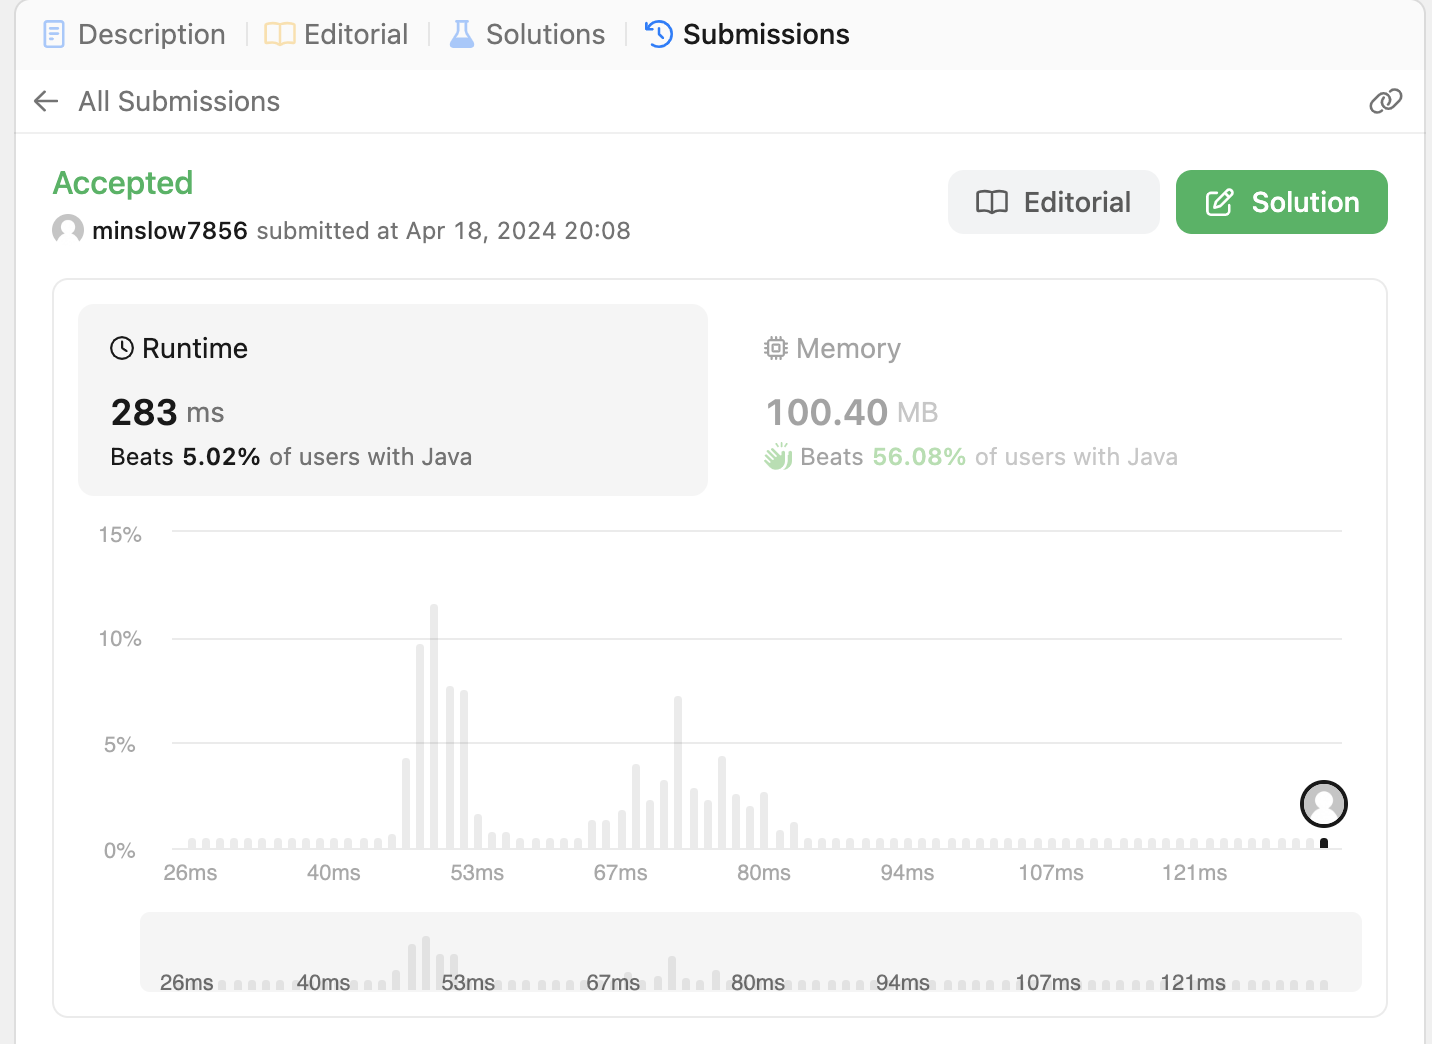 Description Editorial Solutions Submissions
All Submissions
Accepted
minslow7856 submitted at Apr 18, 2024 20:08
Editorial
Solution
Runtime
283 ms
Beats 5.02% of users with Java
Memory
100.40 MB
Beats 56.08% of users with Java
15%
10%
5%
0%
26ms 40ms 53ms 67ms 80ms 94ms 107ms 121ms
26ms 40ms 53ms 67ms 80ms 94ms 107ms 121ms